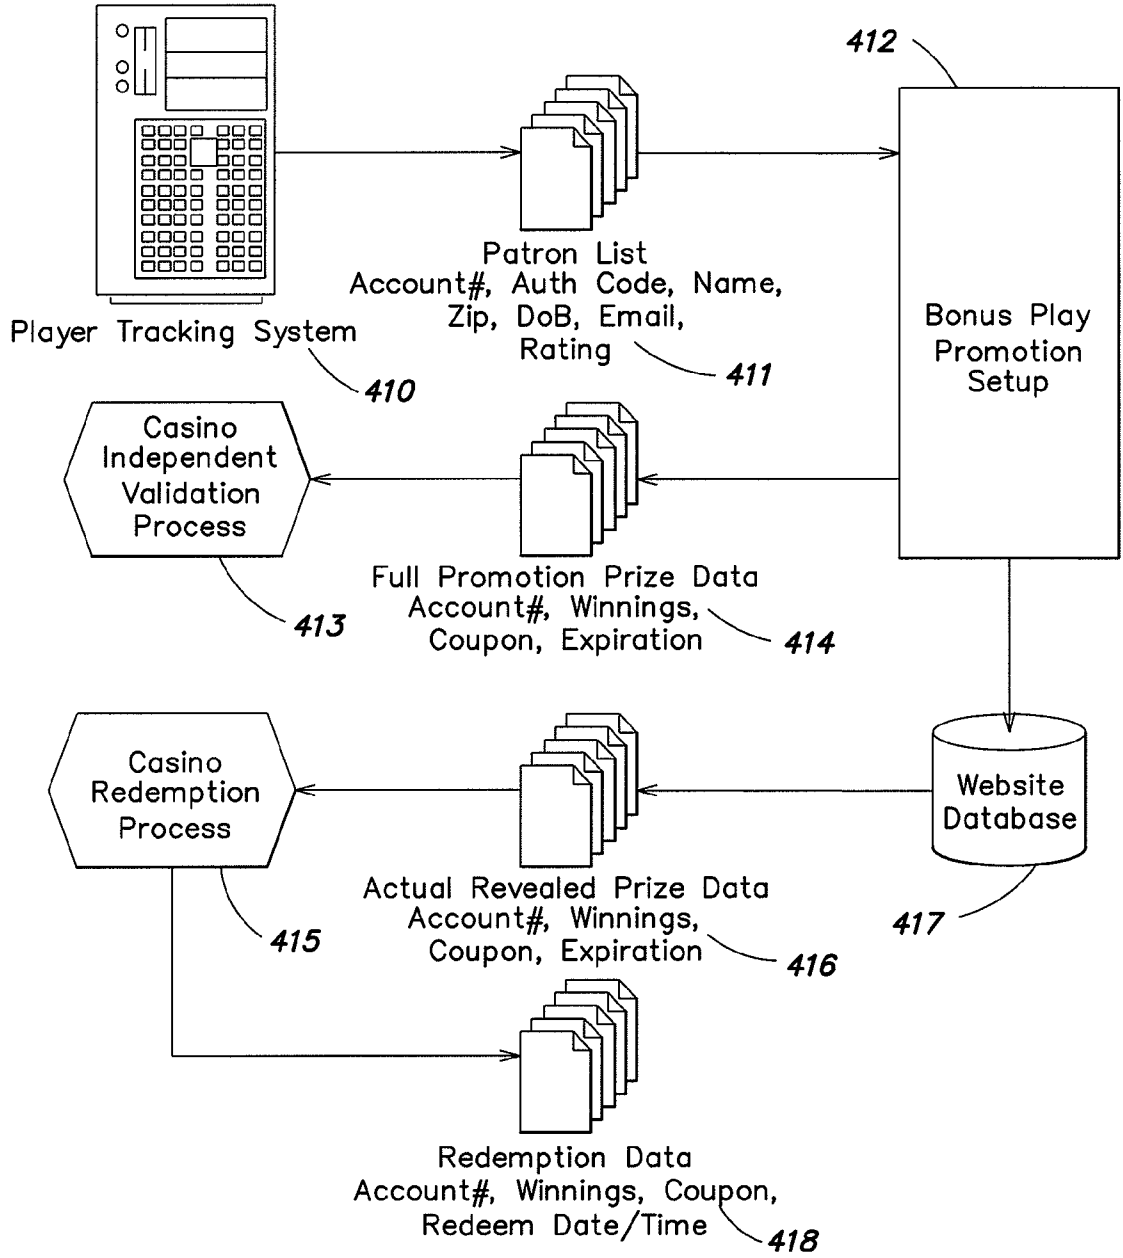 412
Patron List
Account#, Auth Code, Name,
Zip, DoB, Email,
Rating
411
Player Tracking System
410
Bonus Play
Promotion
Setup
Casino
Independent
Validation
Process
413
Full Promotion Prize Data
Account#, Winnings,
Coupon, Expiration
414
Casino
Redemption
Process
415
Actual Revealed Prize Data
Account#, Winnings,
Coupon, Expiration
416
Website
Database
417
Redemption Data
Account#, Winnings, Coupon,
Redeem Date/Time
418